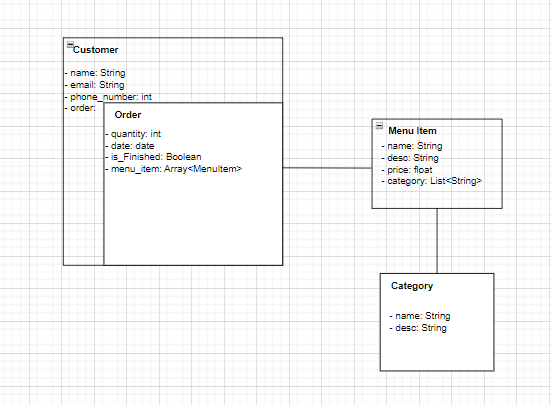 Customer
- name: String
- email: String
- phone_number: int
- order:
Order
- quantity: int
- date: date
- is_Finished: Boolean
- menu_item: Array<MenuItem>
Menu Item
- name: String
- desc: String
- price: float
- category: List<String>
Category
- name: String
- desc: String